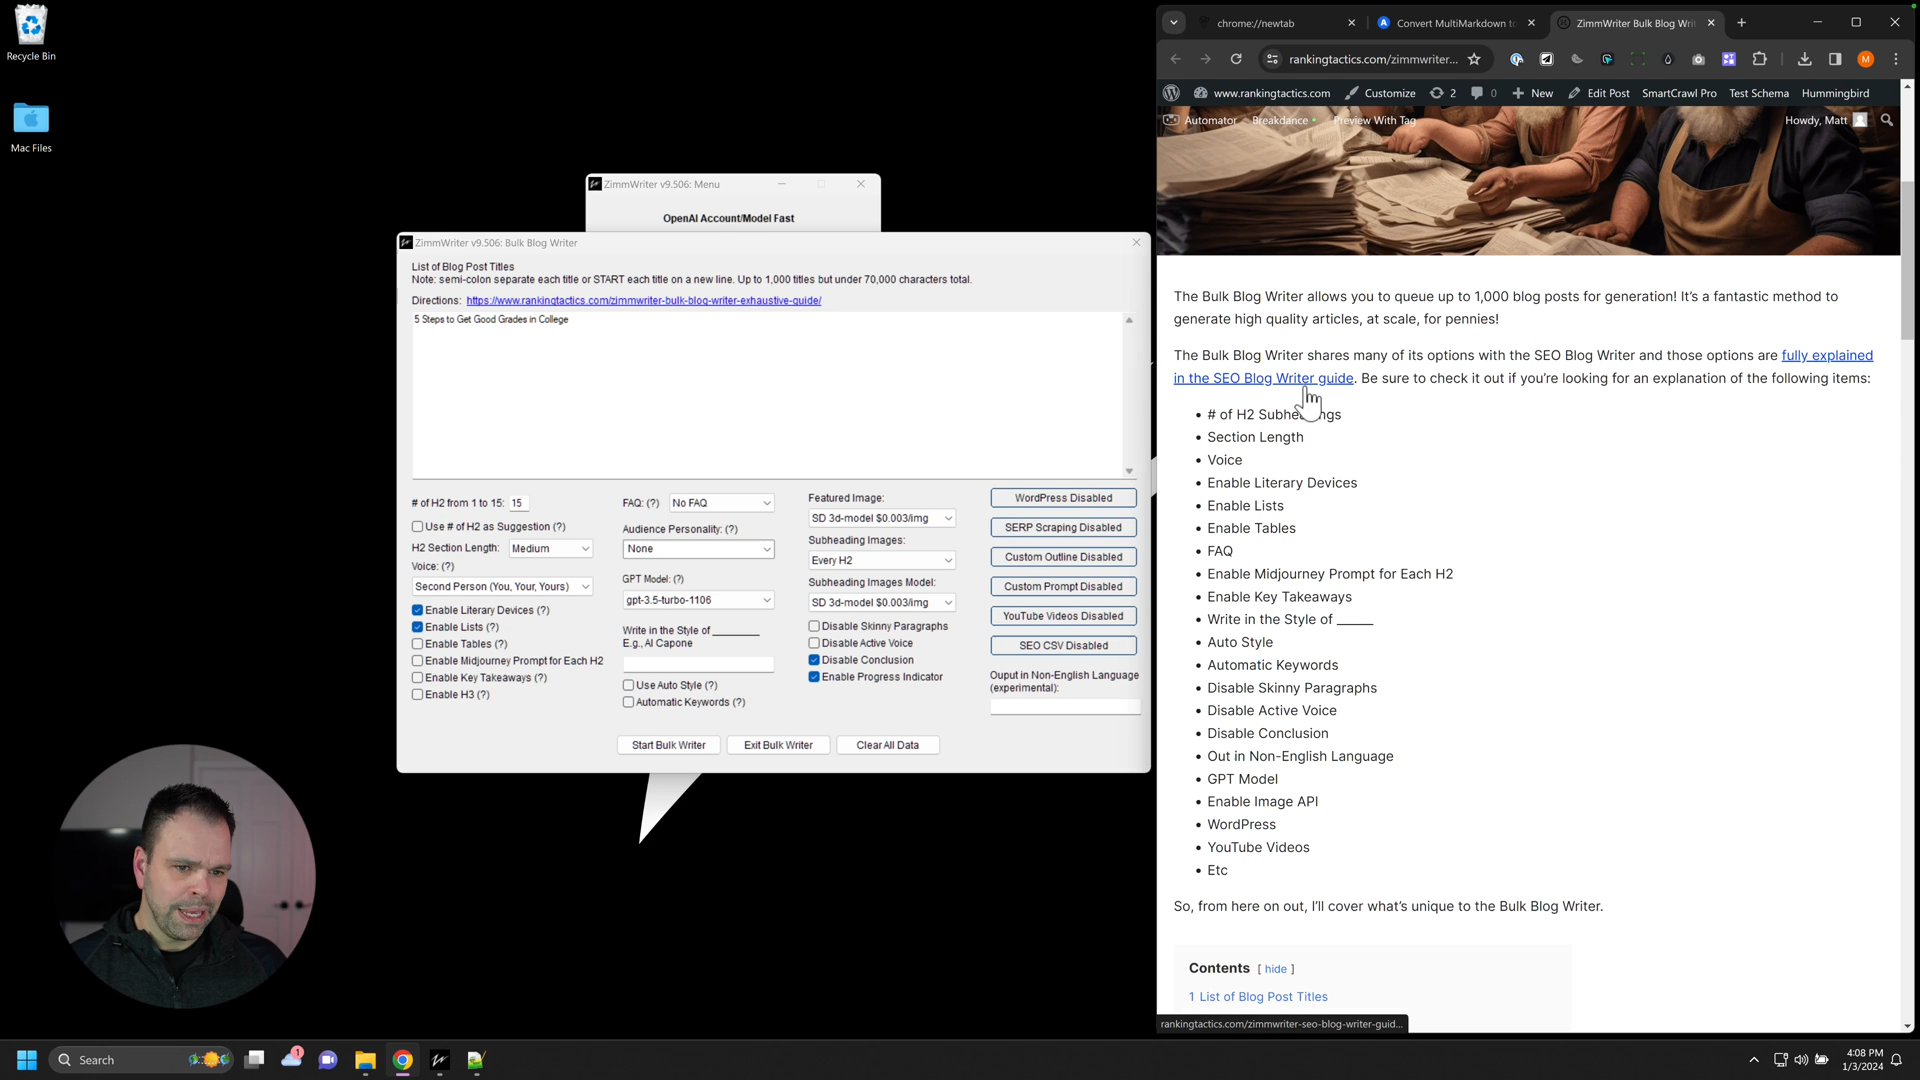 Recycle Bin
Mac Files
ZimmWriter v9.506: Menu
OpenAI Account/Model Fast
ZimmWriter v9.506: Bulk Blog Writer
List of Blog Post Titles
Note: semi-colon separate each title or START each title on a new line. Up to 1,000 titles but under 70,000 characters total.
Directions: https://www.rankingtactics.com/zimmwriter-bulk-blog-writer-exhaustive-guide/
5 Steps to Get Good Grades in College
# of H2 from 1 to 15: 15
Use # of H2 as Suggestion (?)
H2 Section Length: Medium
Voice: (?)
Second Person (You, Your, Yours)
Enable Literary Devices (?)
Enable Lists (?)
Enable Tables (?)
Enable Midjourney Prompt for Each H2
Enable Key Takeaways (?)
Enable H3 (?)
FAQ: (?) No FAQ
Audience Personality: (?)
None
GPT Model: (?)
gpt-3.5-turbo-1106
Write in the Style of ________
E.g., Al Capone
Use Auto Style (?)
Automatic Keywords (?)
Featured Image:
SD 3d-model $0.003/img
Subheading Images:
Every H2
Subheading Images Model:
SD 3d-model $0.003/img
Disable Skinny Paragraphs
Disable Active Voice
Disable Conclusion
Enable Progress Indicator
WordPress Disabled
SERP Scraping Disabled
Custom Outline Disabled
Custom Prompt Disabled
YouTube Videos Disabled
SEO CSV Disabled
Ouput in Non-English Language
(experimental):
Start Bulk Writer
Exit Bulk Writer
Clear All Data
chrome://newtab
Convert MultiMarkdown to
ZimmWriter Bulk Blog Wri
rankingtactics.com/zimmwriter...
M
www.rankingtactics.com Customize 2 0 New Edit Post SmartCrawl Pro Test Schema Hummingbird
Automator Breakdance Preview With Tag Howdy, Matt
The Bulk Blog Writer allows you to queue up to 1,000 blog posts for generation! It's a fantastic method to
generate high quality articles, at scale, for pennies!
The Bulk Blog Writer shares many of its options with the SEO Blog Writer and those options are fully explained
in the SEO Blog Writer guide. Be sure to check it out if you're looking for an explanation of the following items:
• # of H2
• Section Length
• Voice
• Enable Literary Devices
• Enable Lists
• Enable Tables
• FAQ
• Enable Midjourney Prompt for Each H2
• Enable Key Takeaways
• Write in the Style of _____
• Auto Style
• Automatic Keywords
• Disable Skinny Paragraphs
• Disable Active Voice
• Disable Conclusion
• Out in Non-English Language
• GPT Model
• Enable Image API
• WordPress
• YouTube Videos
• Etc
So, from here on out, I'll cover what's unique to the Bulk Blog Writer.
Contents [ hide ]
1 List of Blog Post Titles
rankingtactics.com/zimmwriter-seo-blog-writer-guid...
Search
1
4:08 PM
1/3/2024